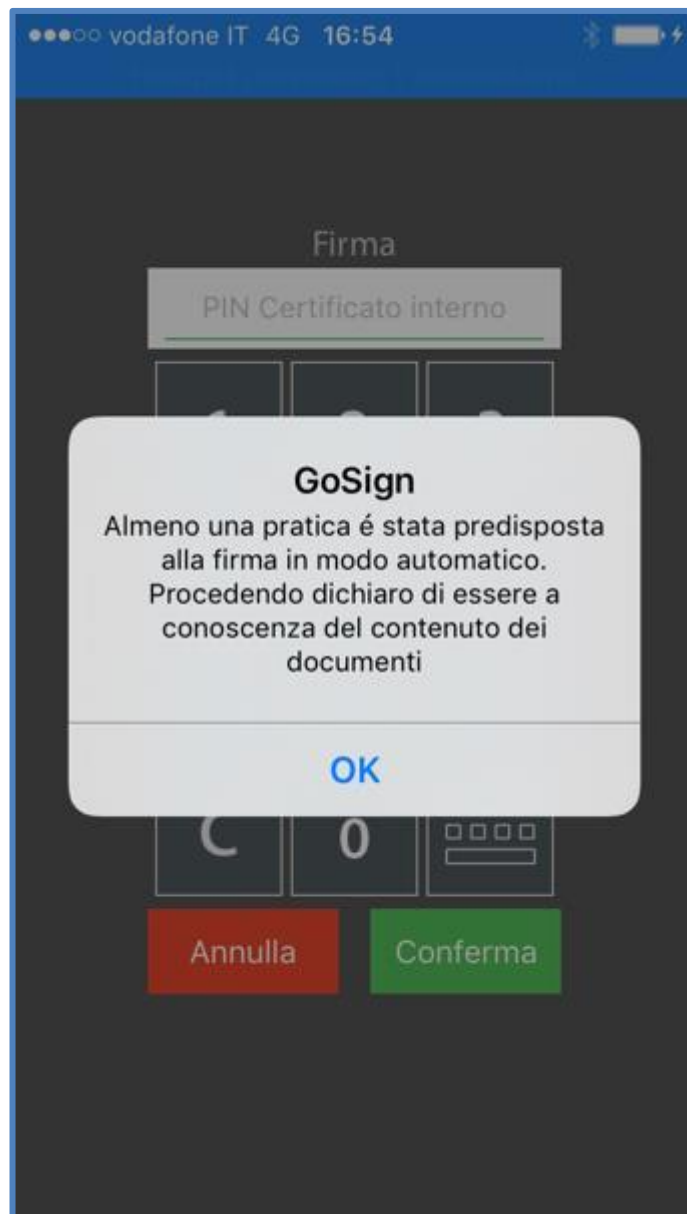 vodafone IT 4G 16:54
Firma
PIN Certificato interno
GoSign
Almeno una pratica é stata predisposta
alla firma in modo automatico.
Procedendo dichiaro di essere a
conoscenza del contenuto dei
documenti
OK
C 0
Annulla Conferma